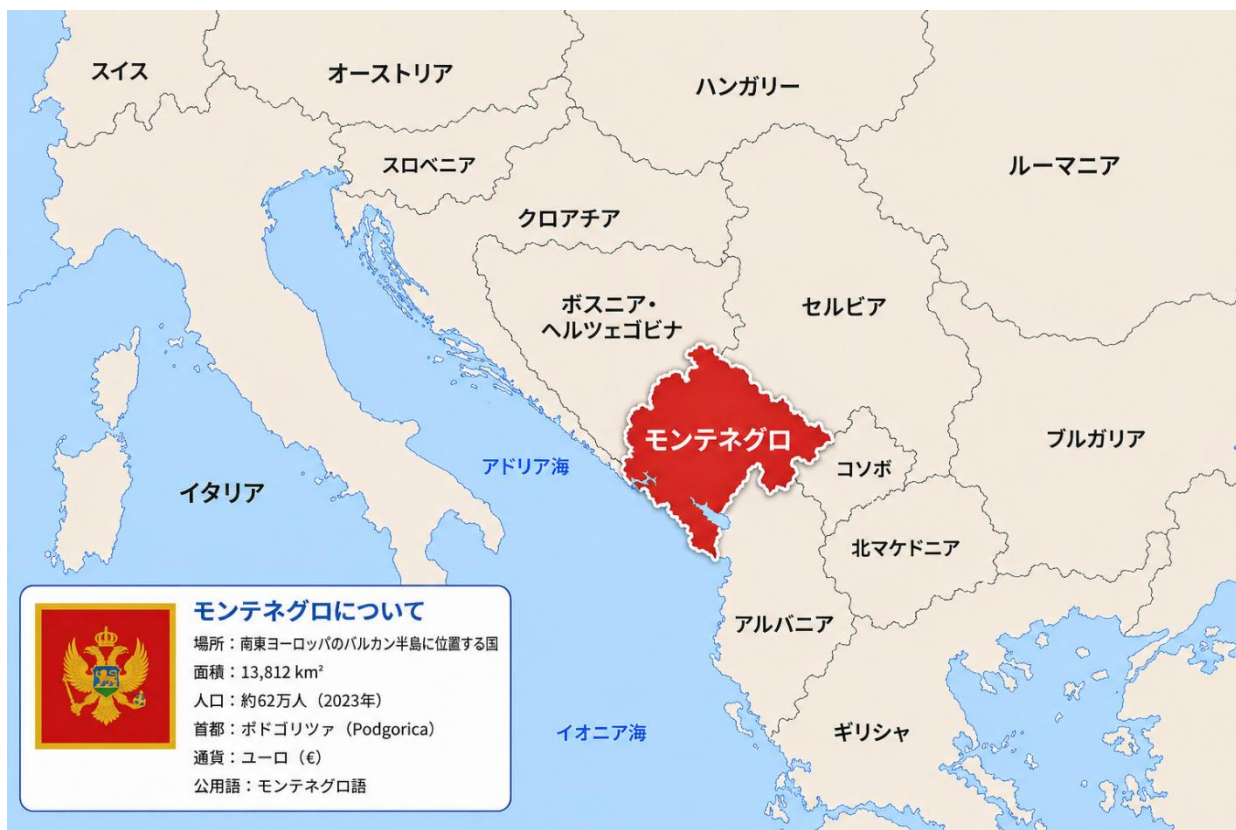 スイス
オーストリア
ハンガリー
スロベニア
ルーマニア
クロアチア
ボスニア・
ヘルツェゴビナ
セルビア
モンテネグロ
ブルガリア
コソボ
アドリア海
イタリア
北マケドニア
アルバニア
イオニア海
ギリシャ
モンテネグロについて
場所：南東ヨーロッパのバルカン半島に位置する国
面積：13,812 km²
人口：約62万人（2023年）
首都：ポドゴリツァ（Podgorica）
通貨：ユーロ（€）
公用語：モンテネグロ語